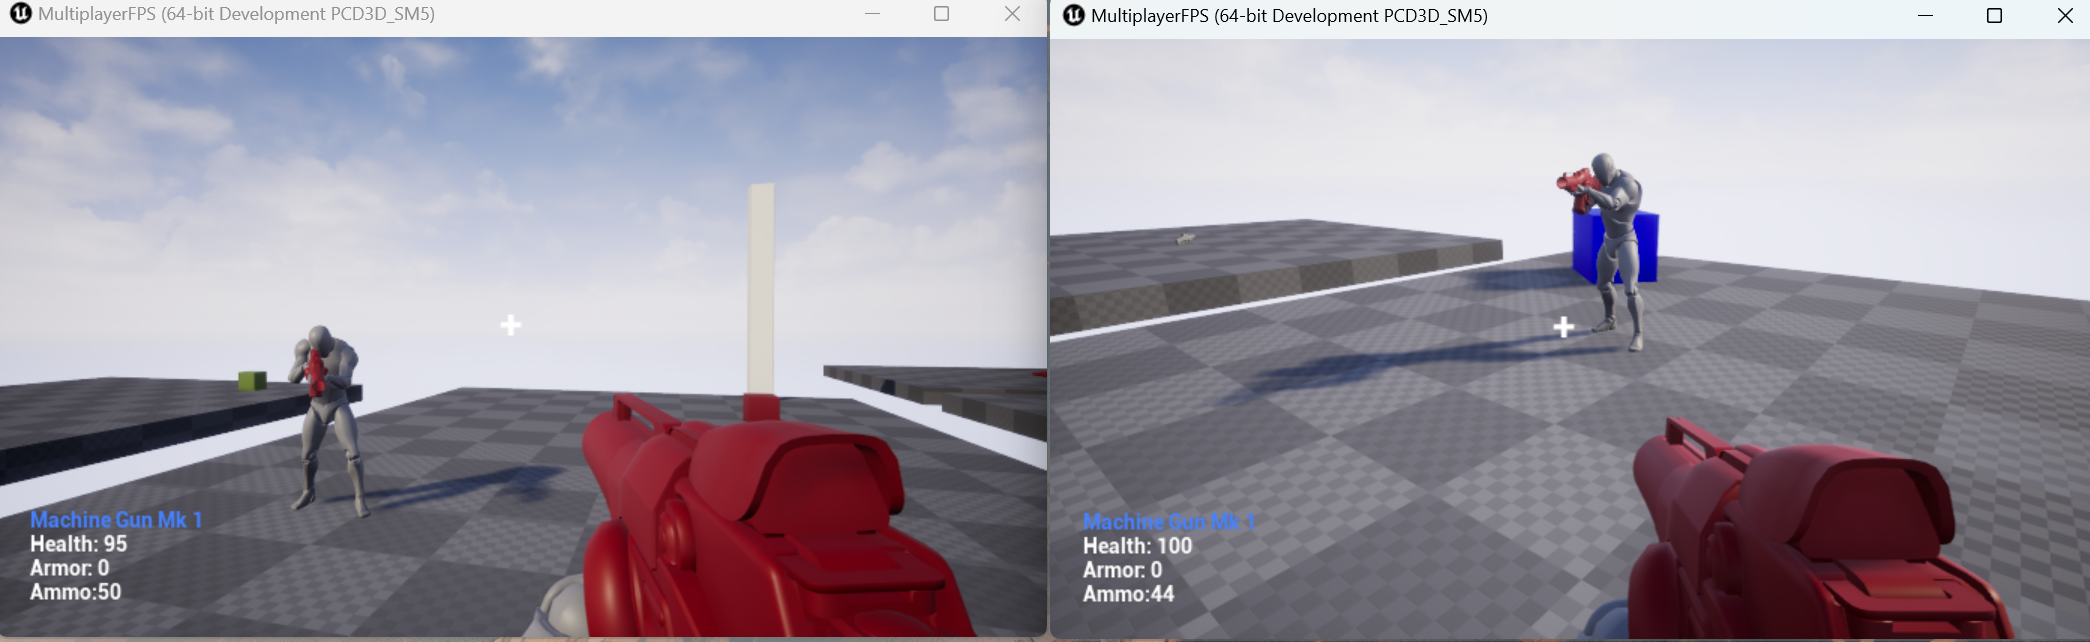 MultiplayerFPS (64-bit Development PCD3D_SM5)
Machine Gun Mk 1
Health: 95
Armor: 0
Ammo:50
MultiplayerFPS (64-bit Development PCD3D_SM5)
Machine Gun Mk 1
Health: 100
Armor: 0
Ammo:44